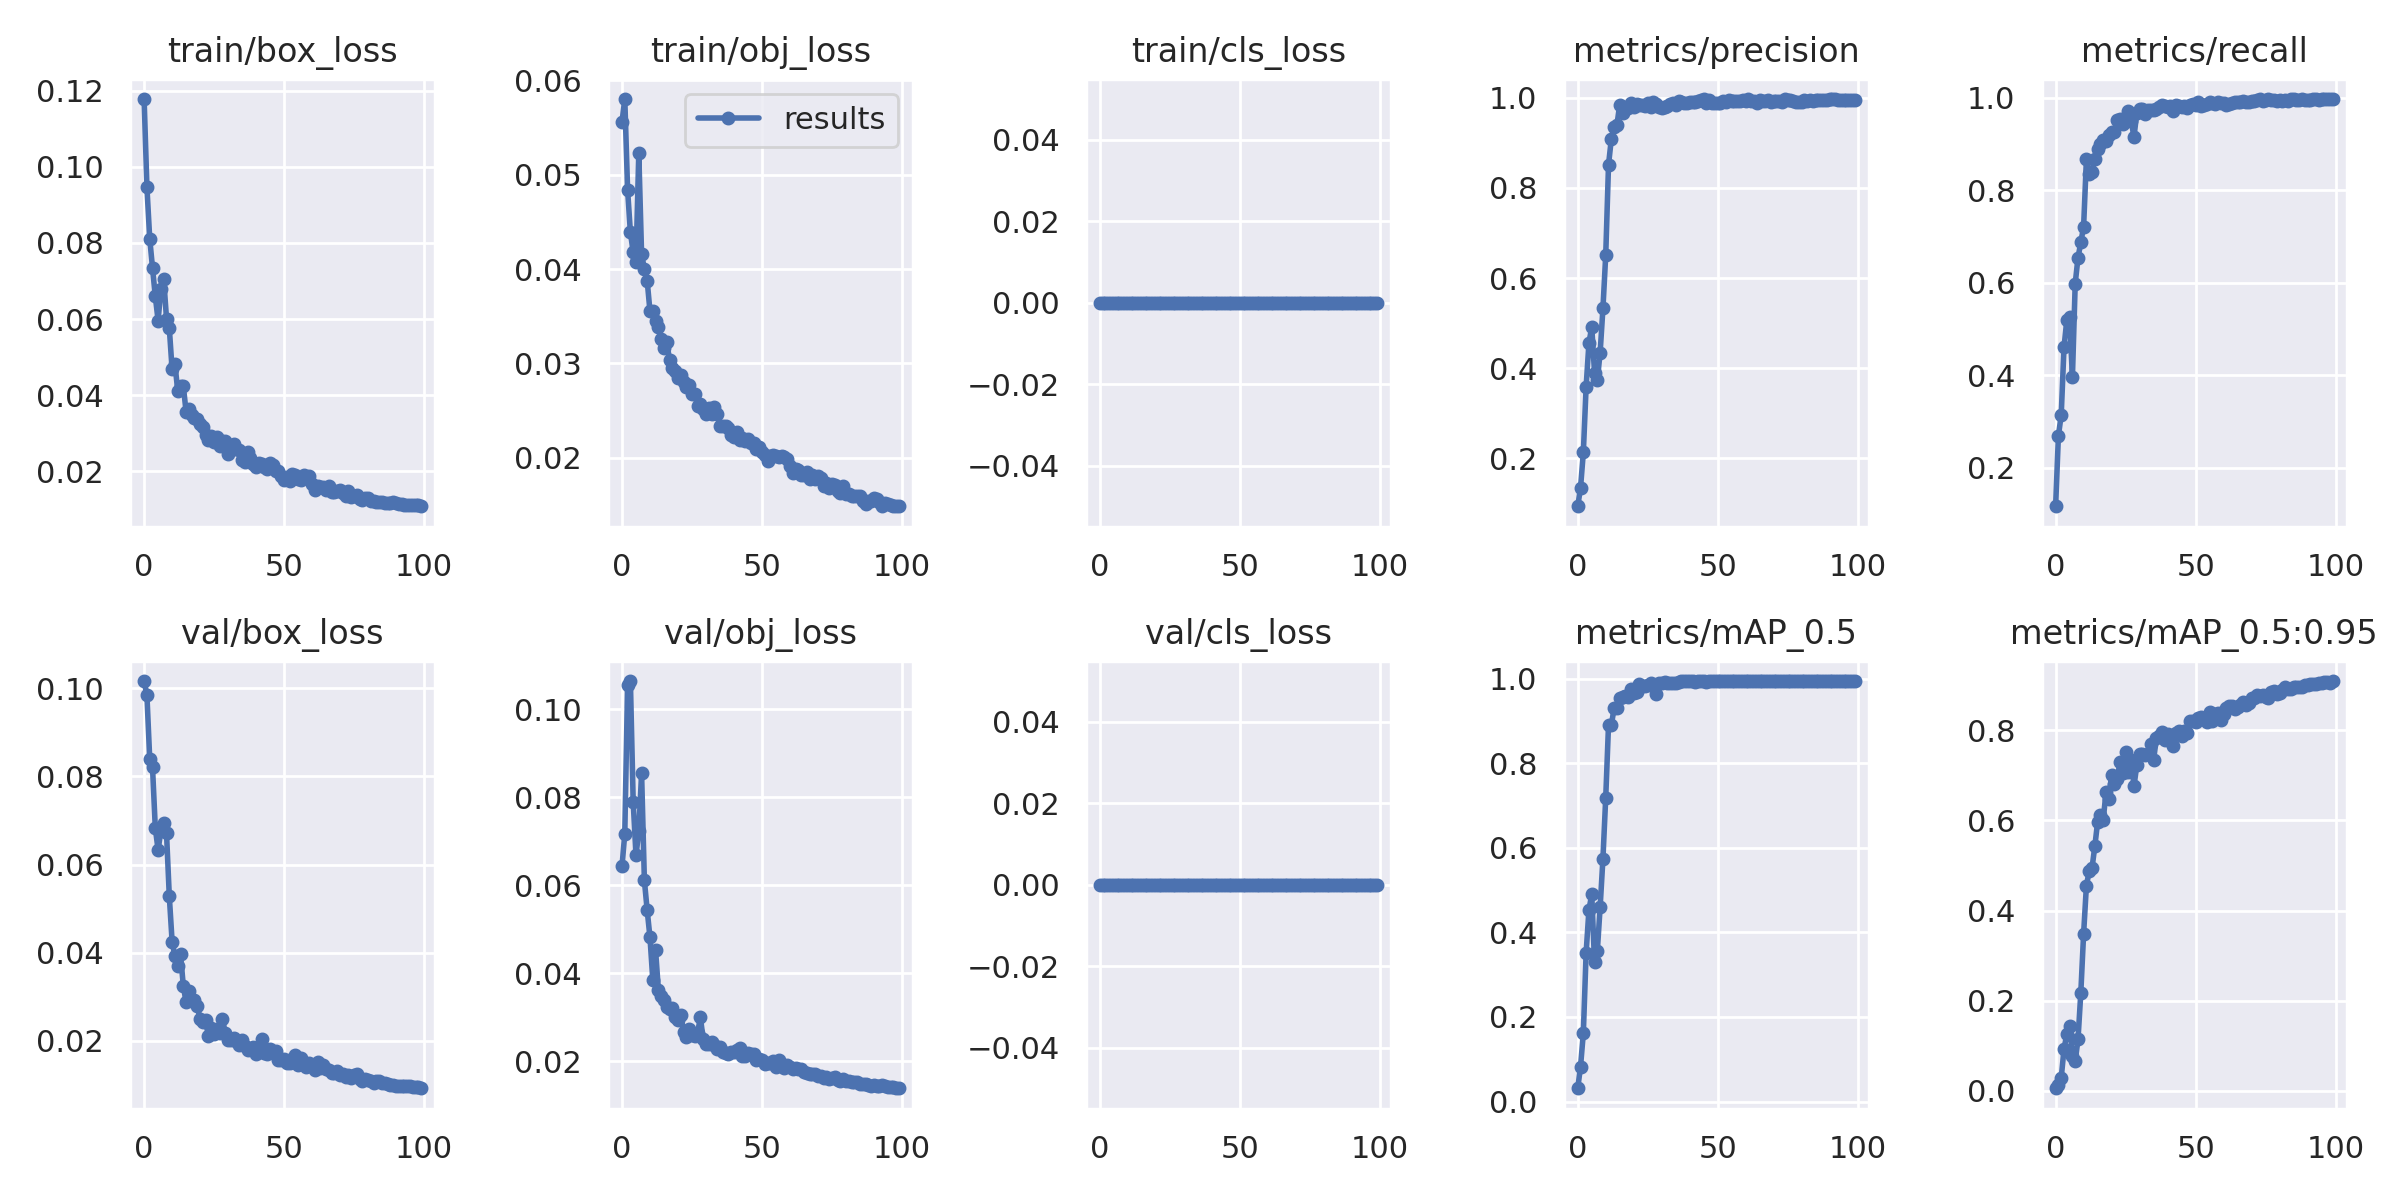 train/box_loss
0.12
0.10
0.08
0.06
0.04
0.02
0 50 100
train/obj_loss
results
0.06
0.05
0.04
0.03
0.02
0 50 100
train/cls_loss
0.04
0.02
0.00
−0.02
−0.04
0 50 100
metrics/precision
1.0
0.8
0.6
0.4
0.2
0 50 100
metrics/recall
1.0
0.8
0.6
0.4
0.2
0 50 100
val/box_loss
0.10
0.08
0.06
0.04
0.02
0 50 100
val/obj_loss
0.10
0.08
0.06
0.04
0.02
0 50 100
val/cls_loss
0.04
0.02
0.00
−0.02
−0.04
0 50 100
metrics/mAP_0.5
1.0
0.8
0.6
0.4
0.2
0.0
0 50 100
metrics/mAP_0.5:0.95
0.8
0.6
0.4
0.2
0.0
0 50 100